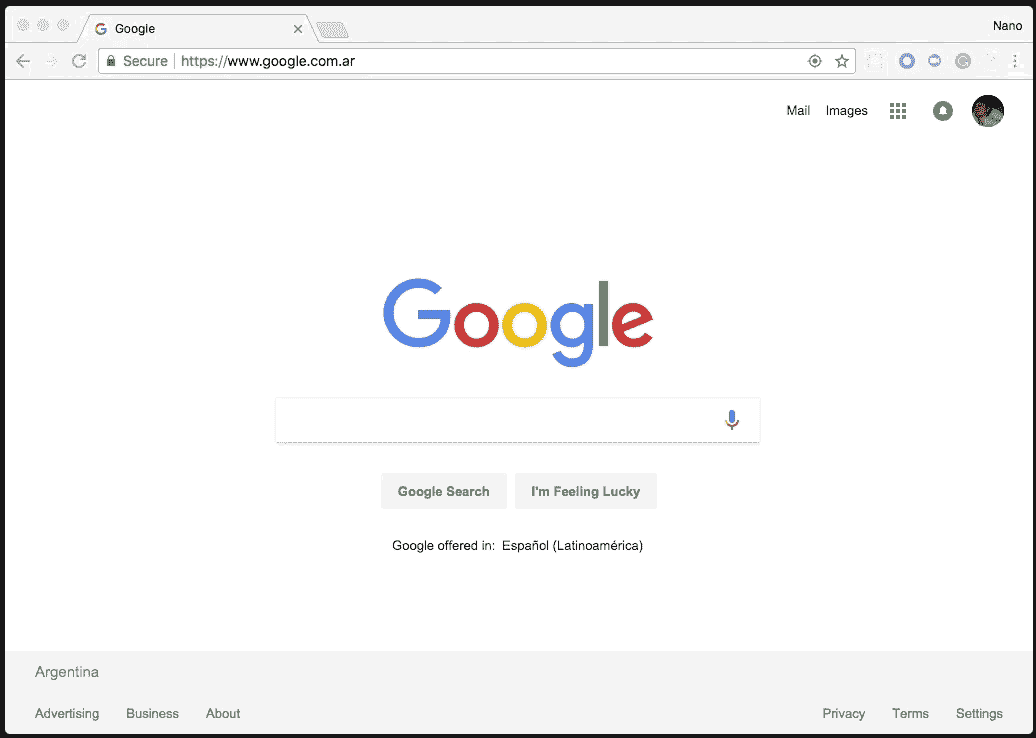 Google
Nano
Secure https://www.google.com.ar
Mail Images
Google
Google Search I'm Feeling Lucky
Google offered in: Español (Latinoamérica)
Argentina
Advertising Business About Privacy Terms Settings